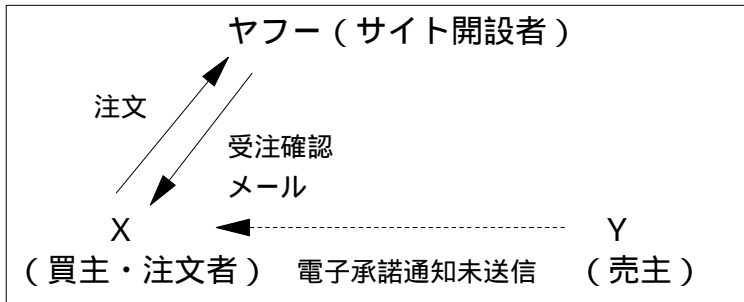 ヤフー（サイト開設者）
注文
受注確認
メール
X
Y
（買主・注文者）
電子承諾通知未送信
（売主）